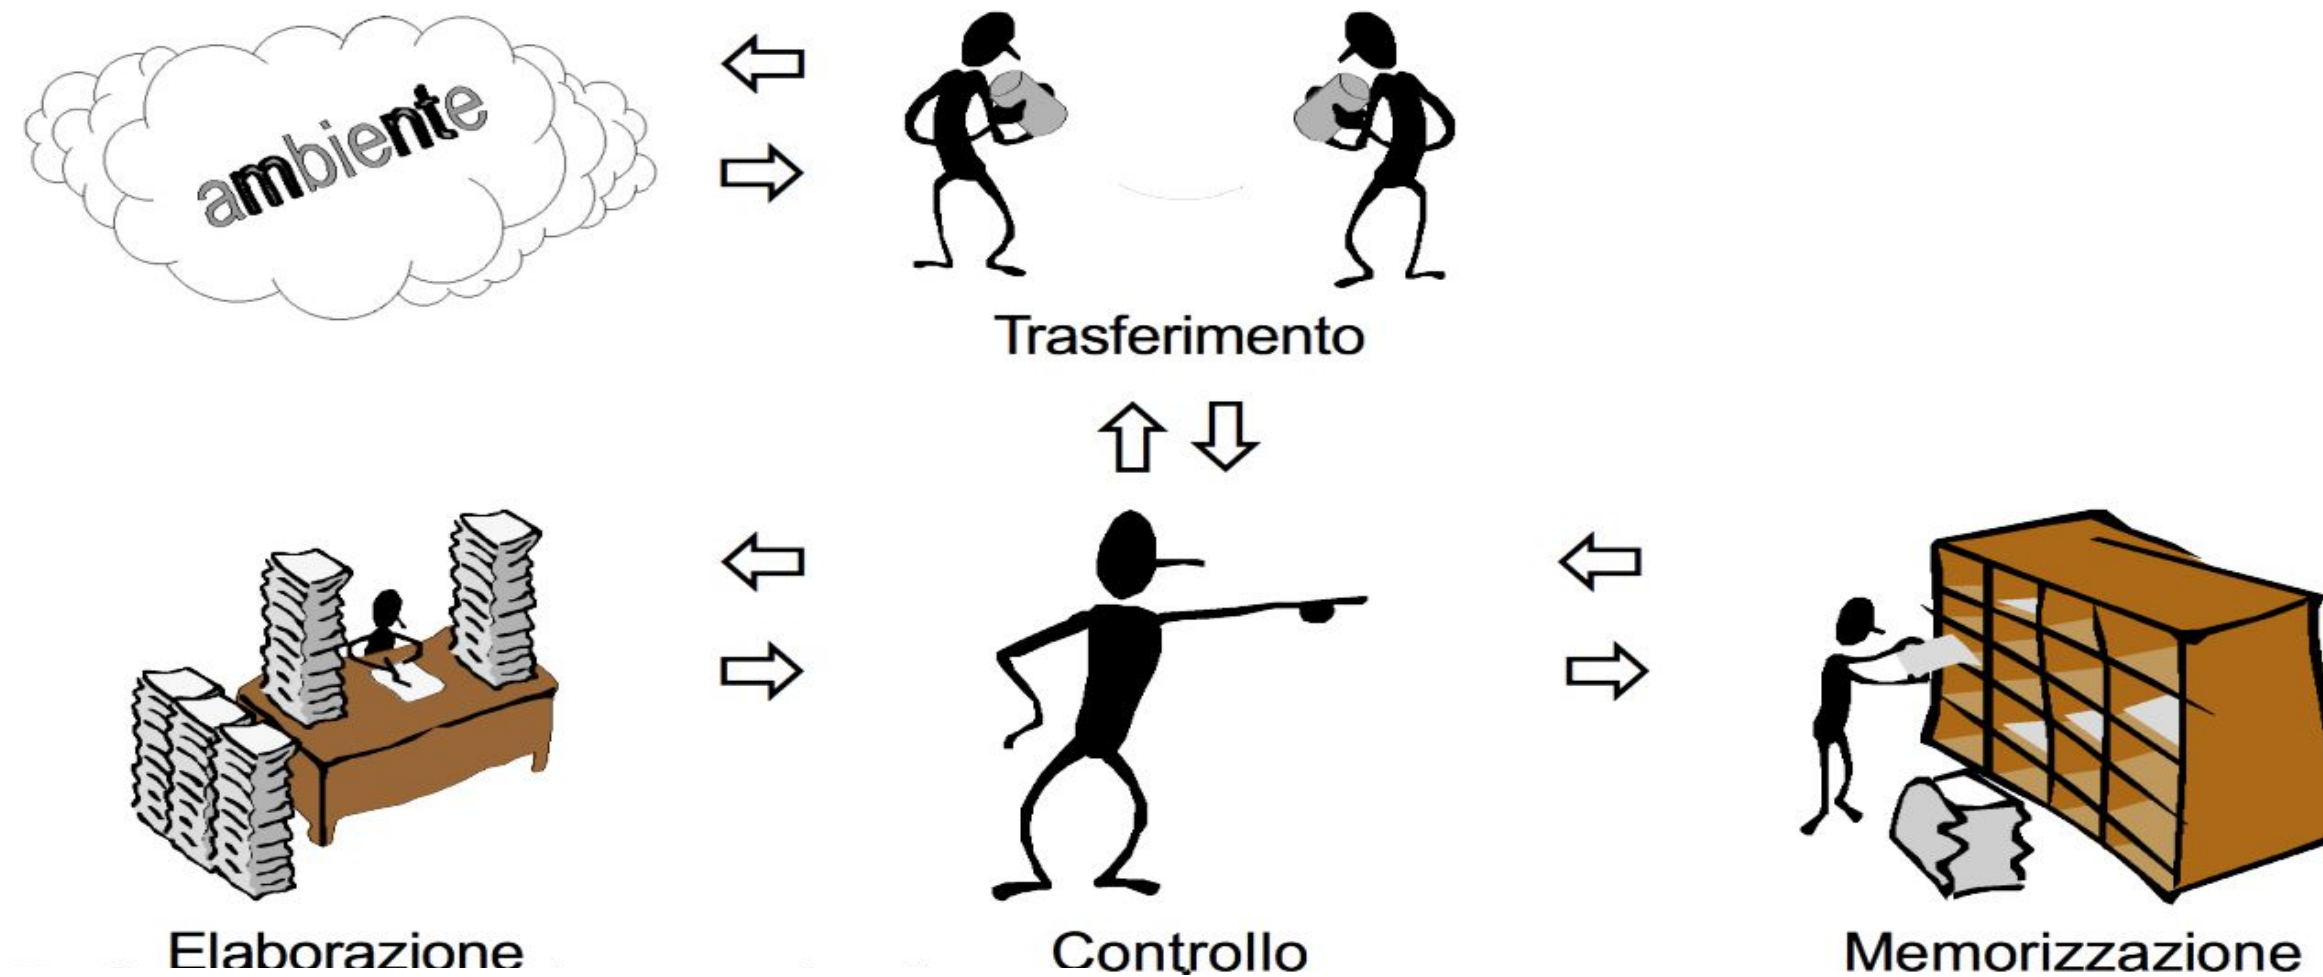 ambiente
Trasferimento
Elaborazione
Controllo
Memorizzazione